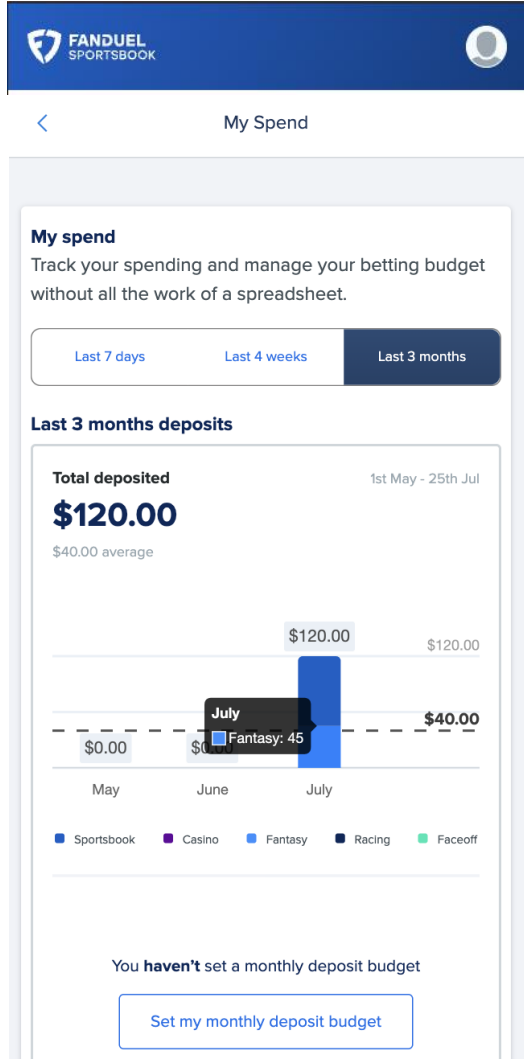 FANDUEL
SPORTSBOOK
My Spend
My spend
Track your spending and manage your betting budget
without all the work of a spreadsheet.
Last 7 days
Last 4 weeks
Last 3 months
Last 3 months deposits
Total deposited
1st May - 25th Jul
$120.00
$40.00 average
$120.00
$120.00
July
$40.00
Fantasy: 45
$0.00
May
June
July
Sportsbook
Casino
Fantasy
Racing
Faceoff
You haven't set a monthly deposit budget
Set my monthly deposit budget